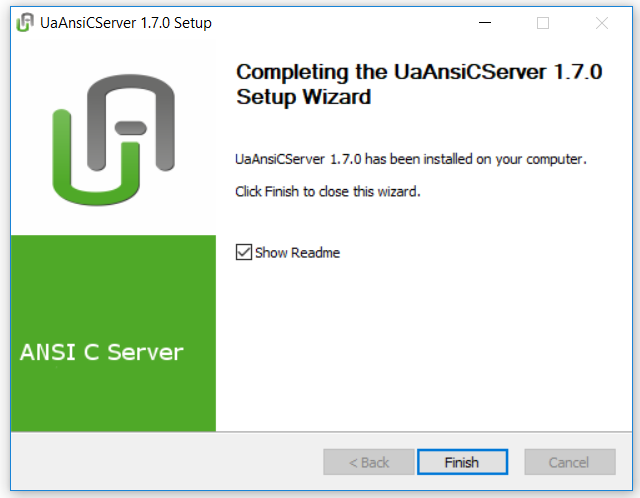 UaAnsiCServer 1.7.0 Setup
Completing the UaAnsiCServer 1.7.0
Setup Wizard
UaAnsiCServer 1.7.0 has been installed on your computer.
Click Finish to close this wizard.
Show Readme
ANSI C Server
< Back
Finish
Cancel